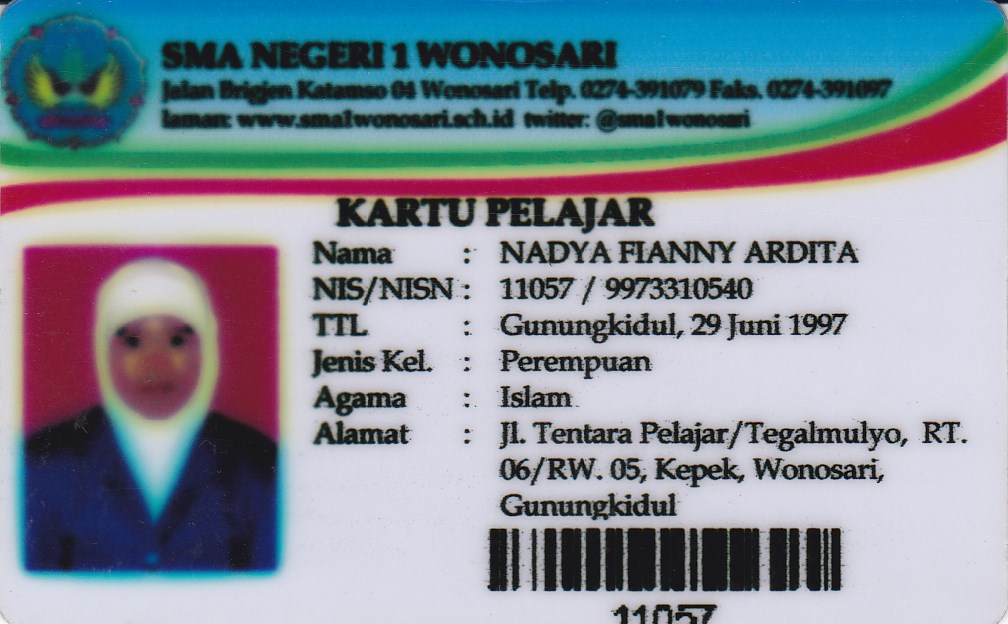 SMA NEGERI 1 WONOSARI
Jalan Brigjen Katamso 04 Wonosari Telp. 0274-391079 Faks. 0274-391097
laman: www.sma1wonosari.sch.id twitter: @sma1wonosari
KARTU PELAJAR
Nama : NADYA FIANNY ARDITA
NIS/NISN : 11057 / 9973310540
TTL : Gunungkidul, 29 Juni 1997
Jenis Kel. : Perempuan
Agama : Islam
Alamat : Jl. Tentara Pelajar/Tegalmulyo, RT.
06/RW. 05, Kepek, Wonosari,
Gunungkidul
11057